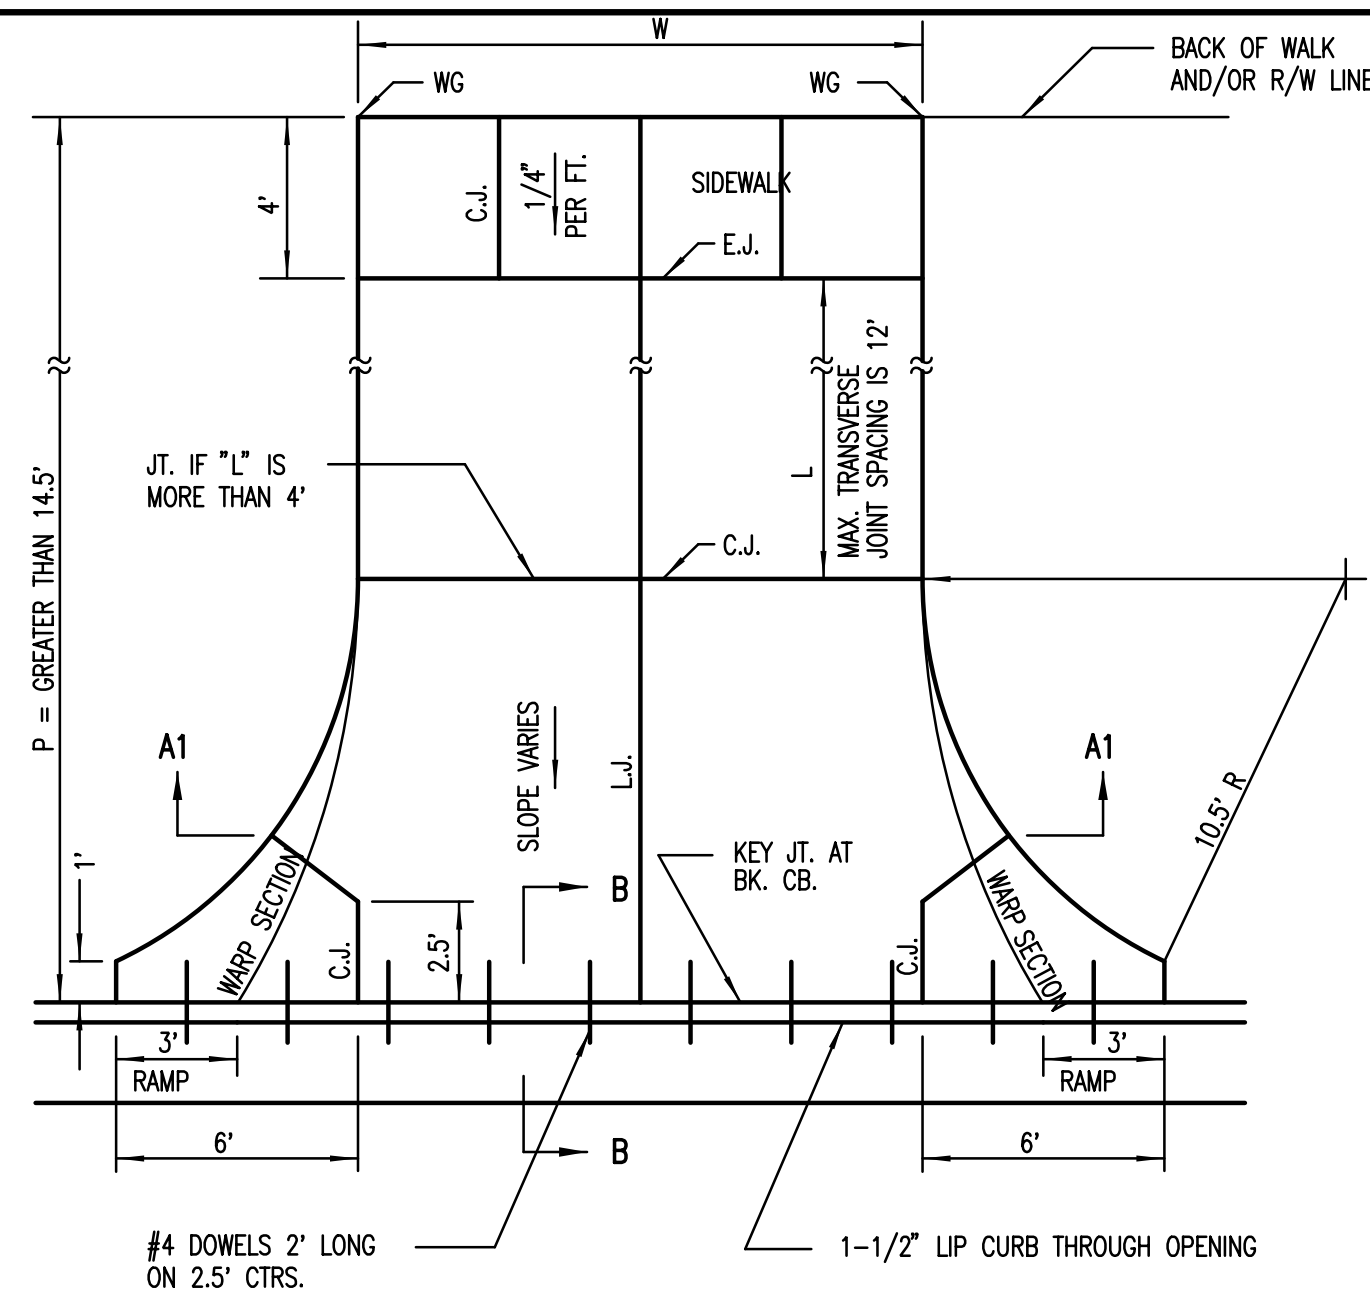 W
BACK OF WALK
AND/OR R/W LINE
WG
WG
4'
C.J.
1/4"
PER FT.
SIDEWALK
E.J.
P = GREATER THAN 14.5'
JT. IF "L" IS
MORE THAN 4'
L
MAX. TRANSVERSE
JOINT SPACING IS 12'
C.J.
A1
SLOPE VARIES
L.J.
A1
10.5' R
1'
WARP SECTION
C.J.
2.5'
B
KEY JT. AT
BK. CB.
C.J.
WARP SECTION
3'
RAMP
3'
RAMP
6'
B
6'
#4 DOWELS 2' LONG
ON 2.5' CTRS.
1-1/2" LIP CURB THROUGH OPENING